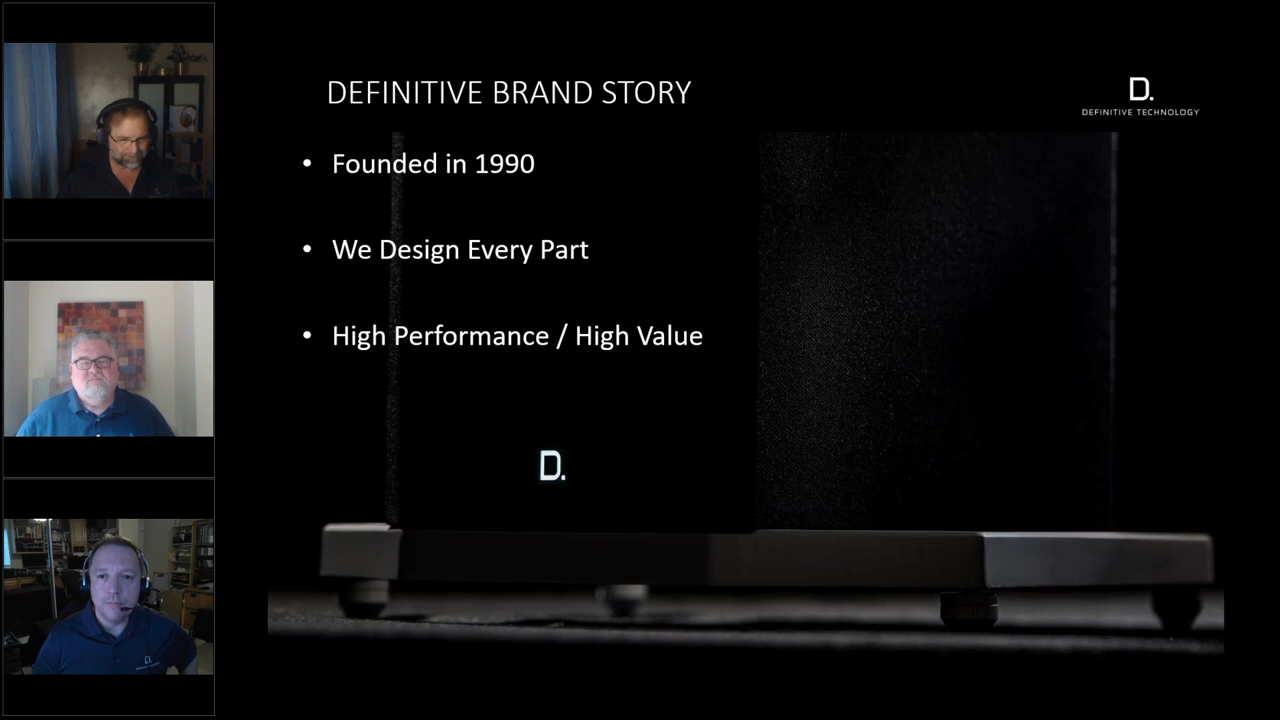 DEFINITIVE BRAND STORY
D.
DEFINITIVE TECHNOLOGY
• Founded in 1990
• We Design Every Part
• High Performance / High Value
D.
D.